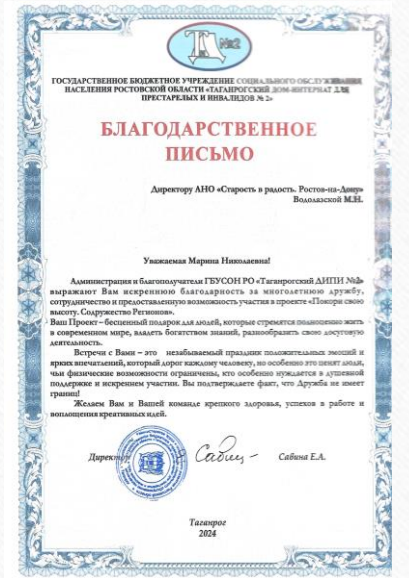 №2
ГОСУДАРСТВЕННОЕ БЮДЖЕТНОЕ УЧРЕЖДЕНИЕ СОЦИАЛЬНОГО ОБСЛУЖИВАНИЯ
НАСЕЛЕНИЯ РОСТОВСКОЙ ОБЛАСТИ «ТАГАНРОГСКИЙ ДОМ-ИНТЕРНАТ ДЛЯ
ПРЕСТАРЕЛЫХ И ИНВАЛИДОВ № 2»
БЛАГОДАРСТВЕННОЕ
ПИСЬМО
Директору АНО «Старость в радость. Ростов-на-Дону»
Водолазской М.Н.
Уважаемая Марина Николаевна!
Администрация и благополучатели ГБУСОН РО «Таганрогский ДИПИ №2»
выражают Вам искреннюю благодарность за многолетнюю дружбу,
сотрудничество и предоставленную возможность участия в проекте «Покори свою
высоту. Содружество Регионов».
Ваш Проект – бесценный подарок для людей, которые стремятся полноценно жить
в современном мире, владеть богатством знаний, разнообразить свою досуговую
деятельность.
Встречи с Вами – это незабываемый праздник положительных эмоций и
ярких впечатлений, который дорог каждому человеку, но особенно это ценят люди,
чьи физические возможности ограничены, кто особенно нуждается в душевной
поддержке и искреннем участии. Вы подтверждаете факт, что Дружба не имеет
границ!
Желаем Вам и Вашей команде крепкого здоровья, успехов в работе и
воплощения креативных идей.
Директор Сабин Сабина Е.А.
Таганрог
2024